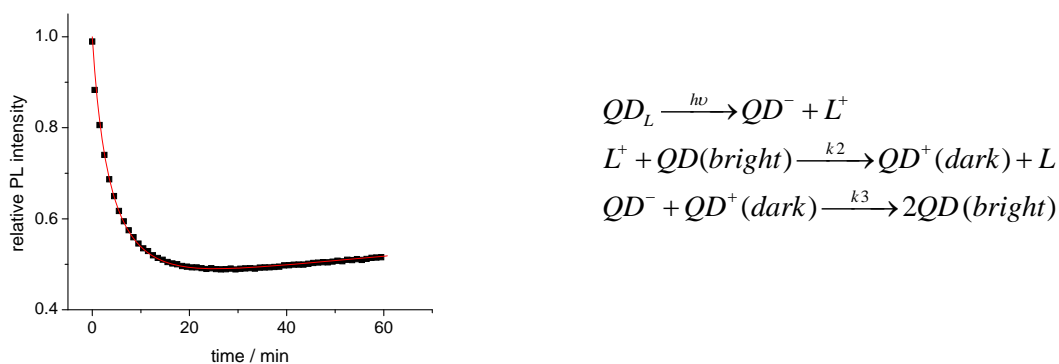 1.0
0.8
0.6
0.4
relative PL intensity
0 20 40 60
time / min
QD_L —hν→ QD⁻ + L⁺
L⁺ + QD(bright) —k2→ QD⁺(dark) + L
QD⁻ + QD⁺(dark) —k3→ 2QD(bright)